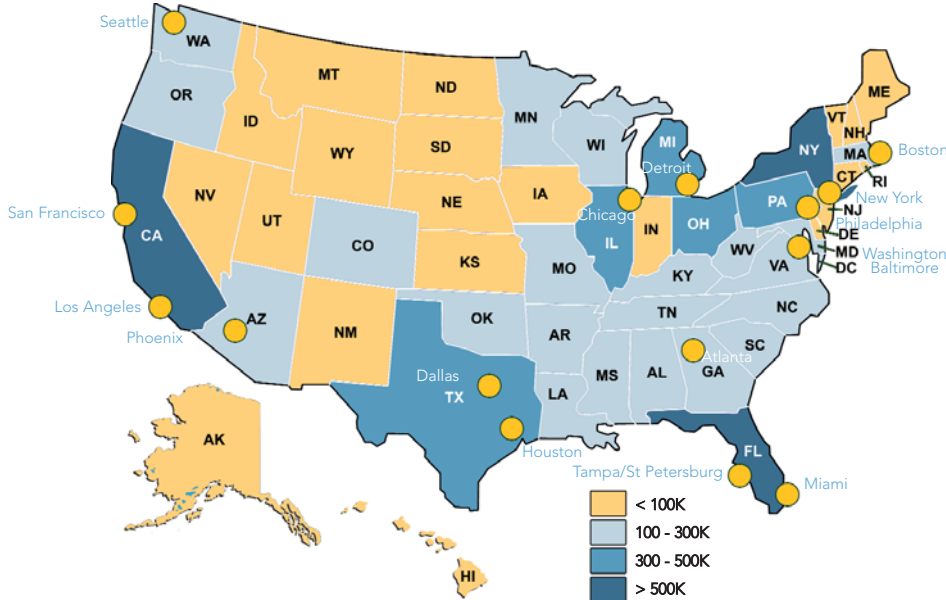 Seattle
WA
MT
ND
MN
ME
OR
ID
SD
WI
MI
VT
NH
NY
MA
Boston
WY
Detroit
CT
RI
San Francisco
NV
UT
NE
IA
Chicago
PA
New York
NJ
Philadelphia
CA
CO
KS
MO
IL
IN
OH
WV
VA
KY
DE
MD
Washington
DC
Baltimore
Los Angeles
Phoenix
AZ
NM
OK
AR
TN
NC
SC
Dallas
TX
LA
MS
AL
Atlanta
GA
AK
Houston
FL
Tampa/St Petersburg
Miami
HI
< 100K
100 - 300K
300 - 500K
> 500K